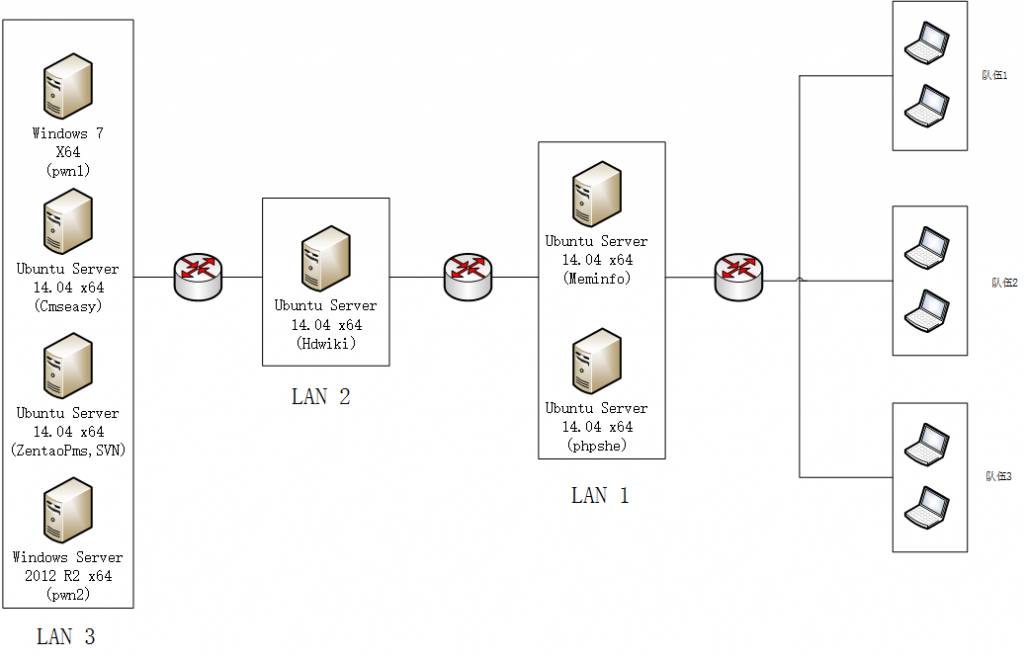 Windows 7
X64
(pwn1)
Ubuntu Server
14.04 x64
(Cmseasy)
Ubuntu Server
14.04 x64
(ZentaoPms,SVN)
Windows Server
2012 R2 x64
(pwn2)
LAN 3
Ubuntu Server
14.04 x64
(Hdwiki)
LAN 2
Ubuntu Server
14.04 x64
(Meminfo)
Ubuntu Server
14.04 x64
(phpshe)
LAN 1
队伍1
队伍2
队伍3